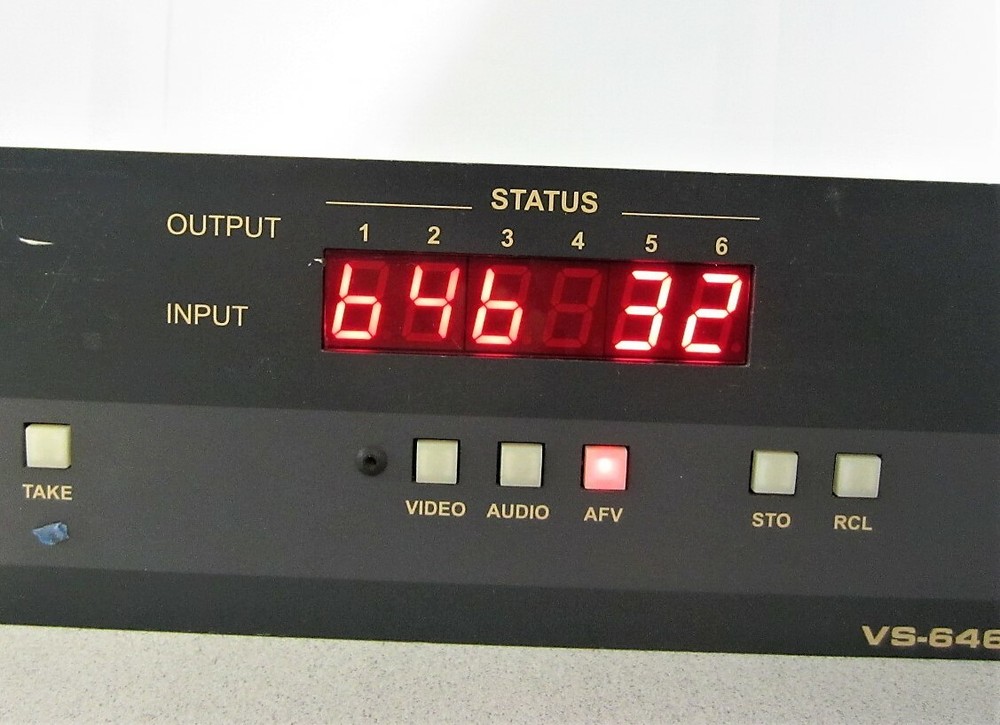 STATUS
OUTPUT 1 2 3 4 5 6
INPUT b4b 32
TAKE VIDEO AUDIO AFV STO RCL
VS-646